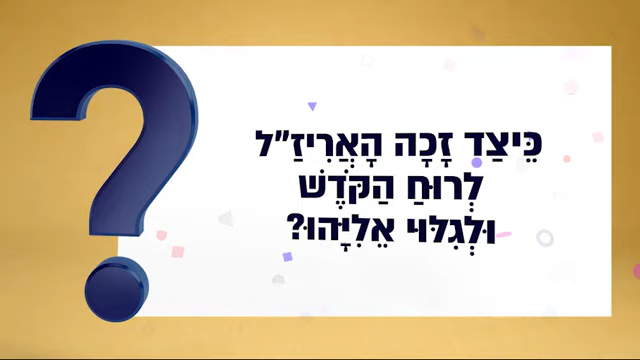 כֵּיצַד זָכָה הָאֲרִיזַ"ל
לְרוּחַ הַקֹּדֶשׁ
וּלְגִלּוּי אֵלִיָּהוּ?